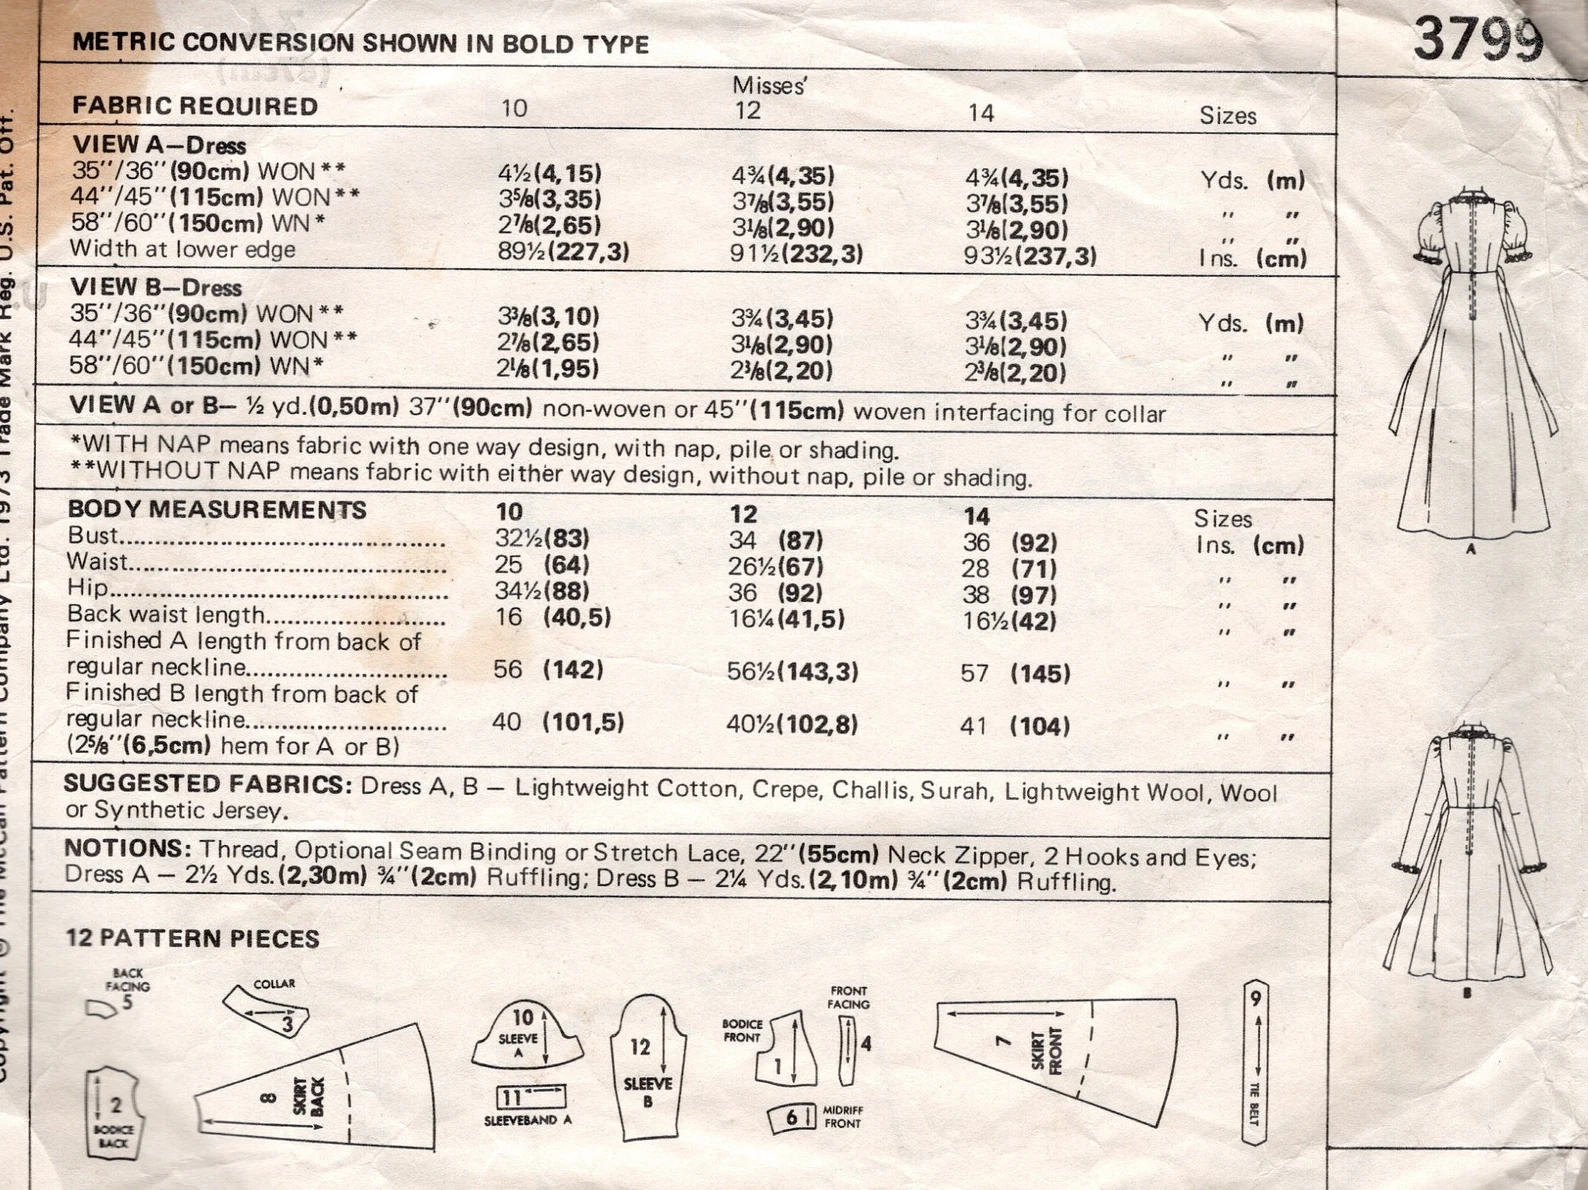 METRIC CONVERSION SHOWN IN BOLD TYPE
3799
Misses'
FABRIC REQUIRED 10 12 14 Sizes
VIEW A—Dress
35''/36''(90cm) WON** 4½(4,15) 4¾(4,35) 4¾(4,35) Yds. (m)
44''/45''(115cm) WON** 3⅝(3,35) 3⅞(3,55) 3⅞(3,55) ,, ,,
58''/60''(150cm) WN* 2⅞(2,65) 3⅛(2,90) 3⅛(2,90) ,, ,,
Width at lower edge 89½(227,3) 91½(232,3) 93½(237,3) Ins. (cm)
VIEW B—Dress
35''/36''(90cm) WON** 3⅜(3,10) 3¾(3,45) 3¾(3,45) Yds. (m)
44''/45''(115cm) WON** 2⅞(2,65) 3⅛(2,90) 3⅛(2,90) ,, ,,
58''/60''(150cm) WN* 2⅛(1,95) 2⅜(2,20) 2⅜(2,20) ,, ,,
VIEW A or B— ½ yd.(0,50m) 37''(90cm) non-woven or 45''(115cm) woven interfacing for collar
*WITH NAP means fabric with one way design, with nap, pile or shading.
**WITHOUT NAP means fabric with either way design, without nap, pile or shading.
BODY MEASUREMENTS 10 12 14 Sizes
Bust............................................. 32½(83) 34 (87) 36 (92) Ins. (cm)
Waist............................................ 25 (64) 26½(67) 28 (71) ,, ,,
Hip............................................... 34½(88) 36 (92) 38 (97) ,, ,,
Back waist length......................... 16 (40,5) 16¼(41,5) 16½(42) ,, ,,
Finished A length from back of
regular neckline............................ 56 (142) 56½(143,3) 57 (145) ,, ,,
Finished B length from back of
regular neckline............................ 40 (101,5) 40½(102,8) 41 (104) ,, ,,
(2⅝''(6,5cm) hem for A or B)
SUGGESTED FABRICS: Dress A, B — Lightweight Cotton, Crepe, Challis, Surah, Lightweight Wool, Wool
or Synthetic Jersey.
NOTIONS: Thread, Optional Seam Binding or Stretch Lace, 22''(55cm) Neck Zipper, 2 Hooks and Eyes;
Dress A — 2½ Yds.(2,30m) ¾''(2cm) Ruffling; Dress B — 2¼ Yds.(2,10m) ¾''(2cm) Ruffling.
12 PATTERN PIECES
BACK
FACING
5
COLLAR
3
2
BODICE
BACK
8
SKIRT
BACK
10
SLEEVE
A
11
SLEEVEBAND A
12
SLEEVE
B
BODICE
FRONT
1
FRONT
FACING
4
6
MIDRIFF
FRONT
7
SKIRT
FRONT
9
TIE BELT
A
B
Copyright © The McCall Pattern Company Ltd. 1973 Trade Mark Reg. U.S. Pat. Off.